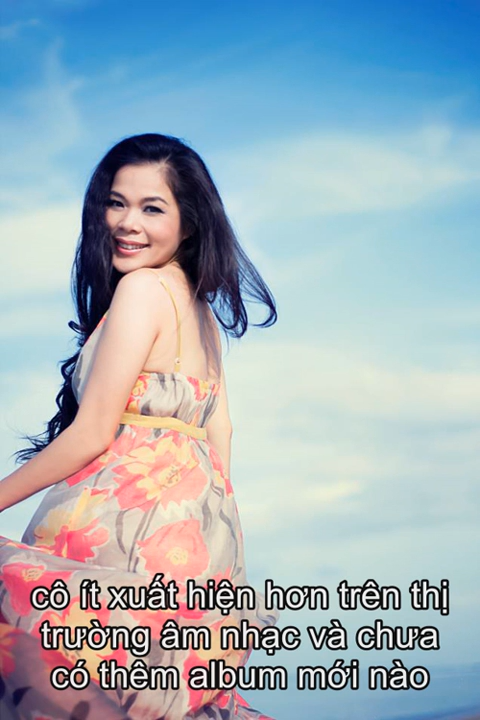 cô ít xuất hiện hơn trên thị
trường âm nhạc và chưa
có thêm album mới nào